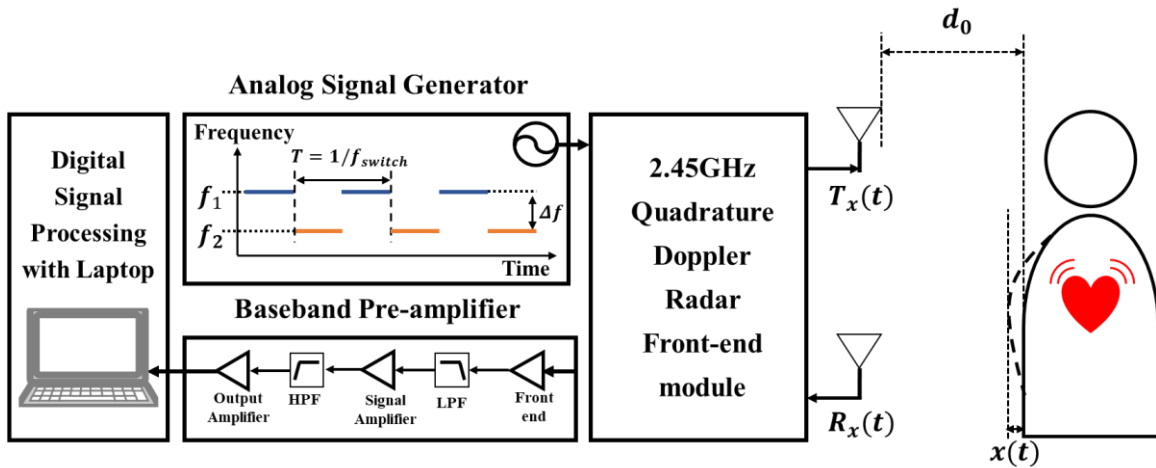 Digital
Signal
Processing
with Laptop
Analog Signal Generator
Frequency
T = 1/f_switch
f₁
Δf
f₂
Time
Baseband Pre-amplifier
Output
Amplifier
HPF
Signal
Amplifier
LPF
Front
end
2.45GHz
Quadrature
Doppler
Radar
Front-end
module
d₀
Tₓ(t)
Rₓ(t)
x(t)